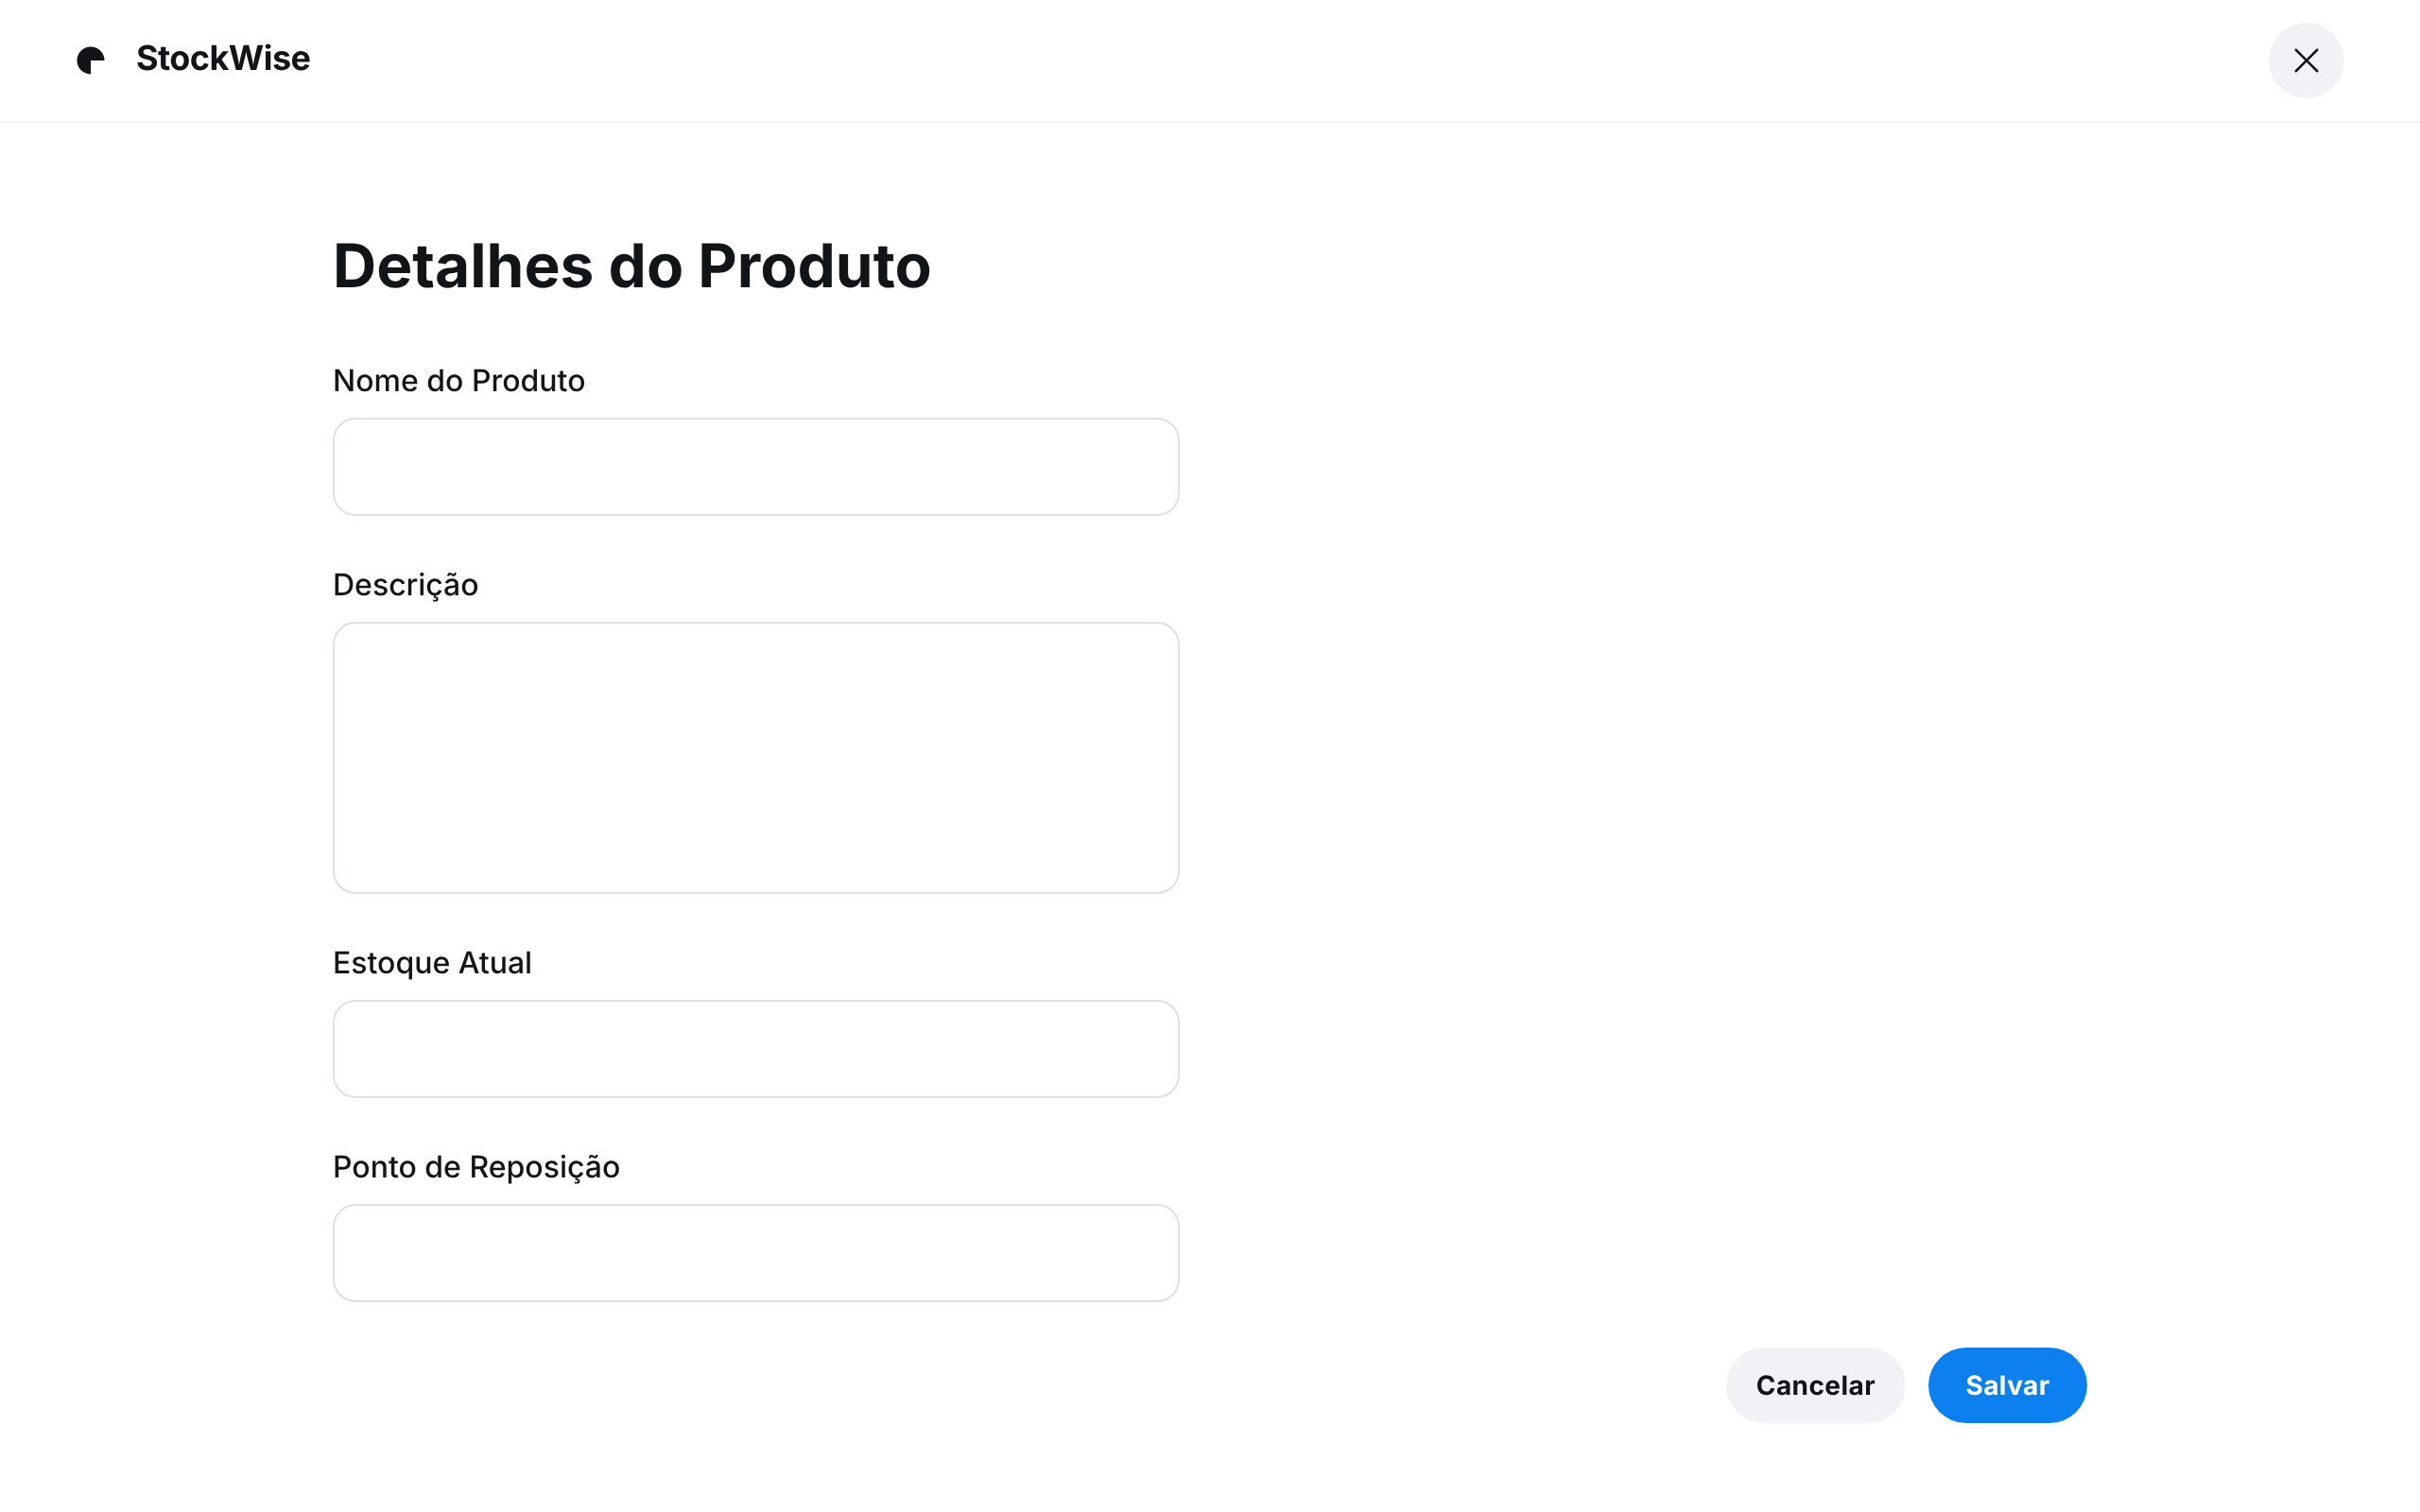 StockWise
Detalhes do Produto
Nome do Produto
Descrição
Estoque Atual
Ponto de Reposição
Cancelar
Salvar